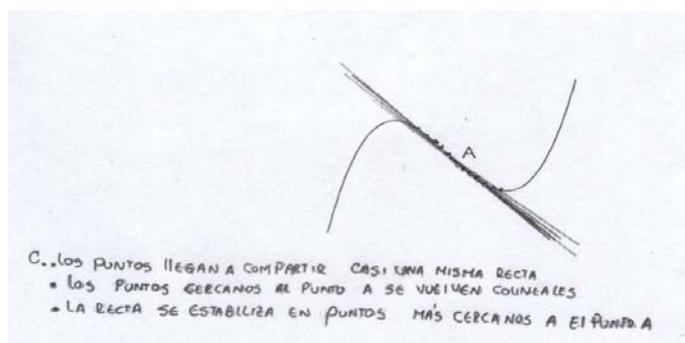 A
C.. LOS PUNTOS llEGAN A COMPARTIR CASI UNA MISMA RECTA
• LOS PUNTOS CERCANOS AL PUNTO A SE VUELVEN COLINEALES
• LA RECTA SE ESTABILIZA EN PUNTOS MÁS CERCANOS A El PUNTO.A